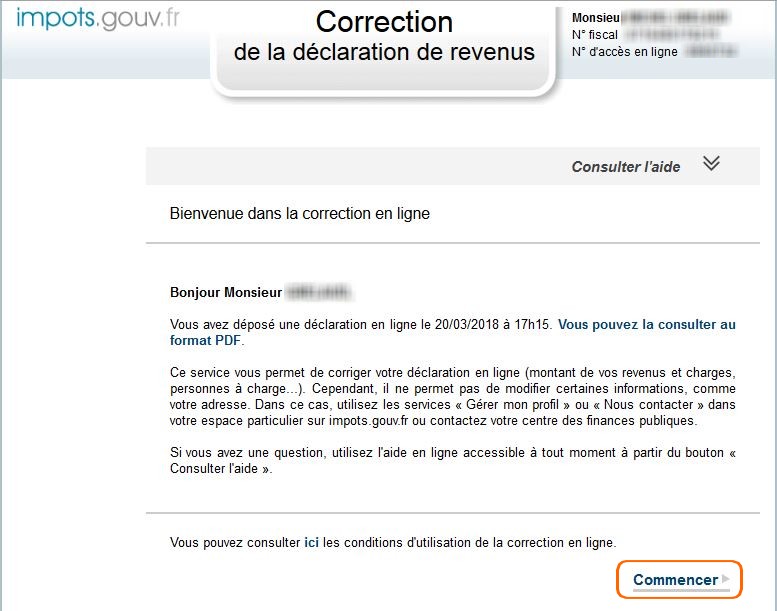 impots.gouv.fr
Correction
de la déclaration de revenus
Monsieu
N° fiscal
N° d'accès en ligne
Consulter l'aide
Bienvenue dans la correction en ligne
Bonjour Monsieur
Vous avez déposé une déclaration en ligne le 20/03/2018 à 17h15. Vous pouvez la consulter au
format PDF.
Ce service vous permet de corriger votre déclaration en ligne (montant de vos revenus et charges,
personnes à charge...). Cependant, il ne permet pas de modifier certaines informations, comme
votre adresse. Dans ce cas, utilisez les services « Gérer mon profil » ou « Nous contacter » dans
votre espace particulier sur impots.gouv.fr ou contactez votre centre des finances publiques.
Si vous avez une question, utilisez l'aide en ligne accessible à tout moment à partir du bouton «
Consulter l'aide ».
Vous pouvez consulter ici les conditions d'utilisation de la correction en ligne.
Commencer